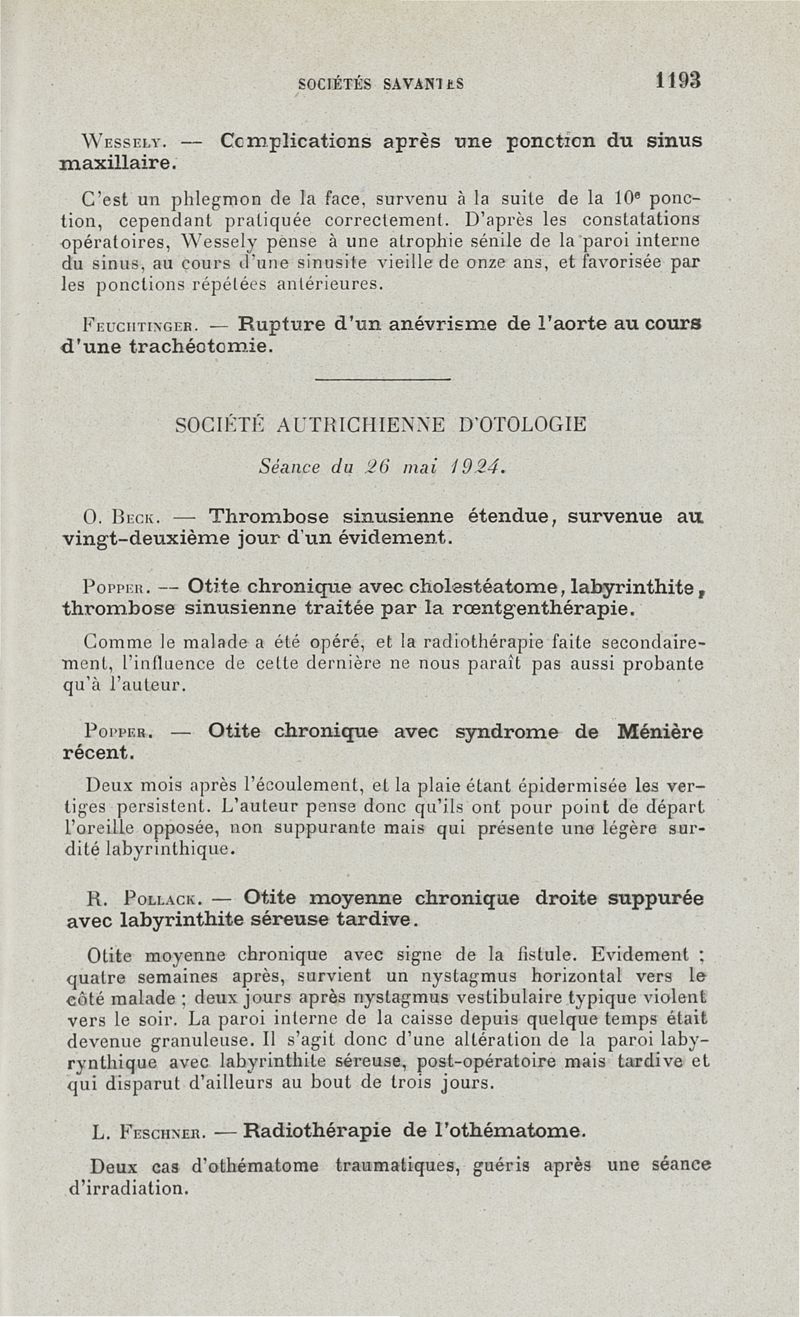 SOCIÉTÉS SAVANTES 1193
WESSELY. — Complications après une ponction du sinus
maxillaire.
C'est un phlegmon de la face, survenu à la suite de la 10e ponc-
tion, cependant pratiquée correctement. D'après les constatations
opératoires, Wessely pense à une atrophie sénile de la paroi interne
du sinus, au cours d'une sinusite vieille de onze ans, et favorisée par
les ponctions répétées antérieures.
FEUCHTINGER. — Rupture d'un anévrisme de l'aorte au cours
d'une trachéotomie.
SOCIÉTÉ AUTRICHIENNE D'OTOLOGIE
Séance du 26 mai 1924.
O. BECK. — Thrombose sinusienne étendue, survenue au
vingt-deuxième jour d'un évidement.
POPPER. — Otite chronique avec cholestéatome, labyrinthite,
thrombose sinusienne traitée par la rœntgenthérapie.
Comme le malade a été opéré, et la radiothérapie faite secondaire-
ment, l'influence de cette dernière ne nous paraît pas aussi probante
qu'à l'auteur.
POPPER. — Otite chronique avec syndrome de Ménière
récent.
Deux mois après l'écoulement, et la plaie étant épidermisée les ver-
tiges persistent. L'auteur pense donc qu'ils ont pour point de départ
l'oreille opposée, non suppurante mais qui présente une légère sur-
dité labyrinthique.
R. POLLACK. — Otite moyenne chronique droite suppurée
avec labyrinthite séreuse tardive.
Otite moyenne chronique avec signe de la fistule. Evidement ;
quatre semaines après, survient un nystagmus horizontal vers le
côté malade ; deux jours après nystagmus vestibulaire typique violent
vers le soir. La paroi interne de la caisse depuis quelque temps était
devenue granuleuse. Il s'agit donc d'une altération de la paroi laby-
rynthique avec labyrinthite séreuse, post-opératoire mais tardive et
qui disparut d'ailleurs au bout de trois jours.
L. FESCHNER. — Radiothérapie de l'othématome.
Deux cas d'othématome traumatiques, guéris après une séance
d'irradiation.